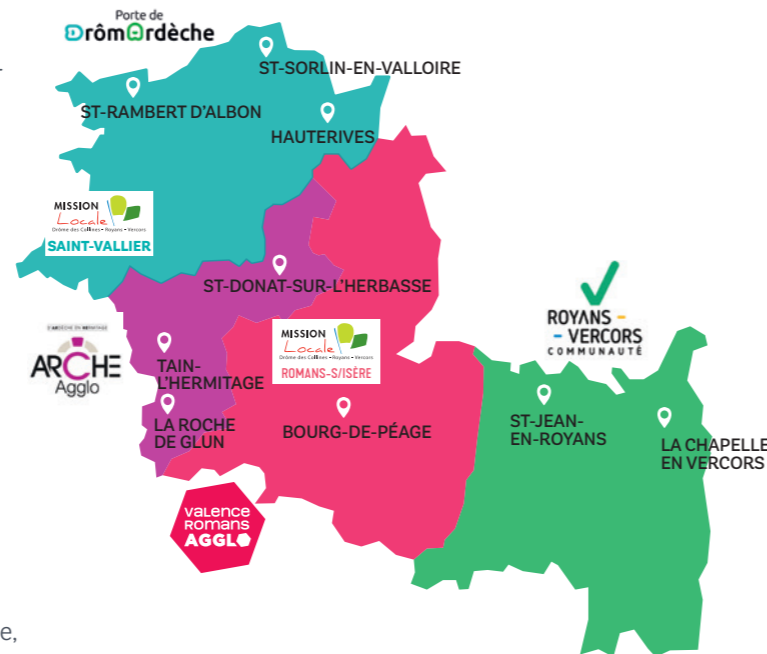 Porte de
DrômArdèche
ST-SORLIN-EN-VALLOIRE
ST-RAMBERT D'ALBON
HAUTERIVES
MISSION
Locale
Drôme des Collines - Royans - Vercors
SAINT-VALLIER
ST-DONAT-SUR-L'HERBASSE
ROYANS -
- VERCORS
COMMUNAUTÉ
ARCHE
Agglo
MISSION
Locale
Drôme des Collines - Royans - Vercors
ROMANS-S/ISÈRE
TAIN-
L'HERMITAGE
LA ROCHE
DE GLUN
BOURG-DE-PÉAGE
ST-JEAN-
EN-ROYANS
LA CHAPELLE
EN VERCORS
VALENCE
ROMANS
AGGLO
e,